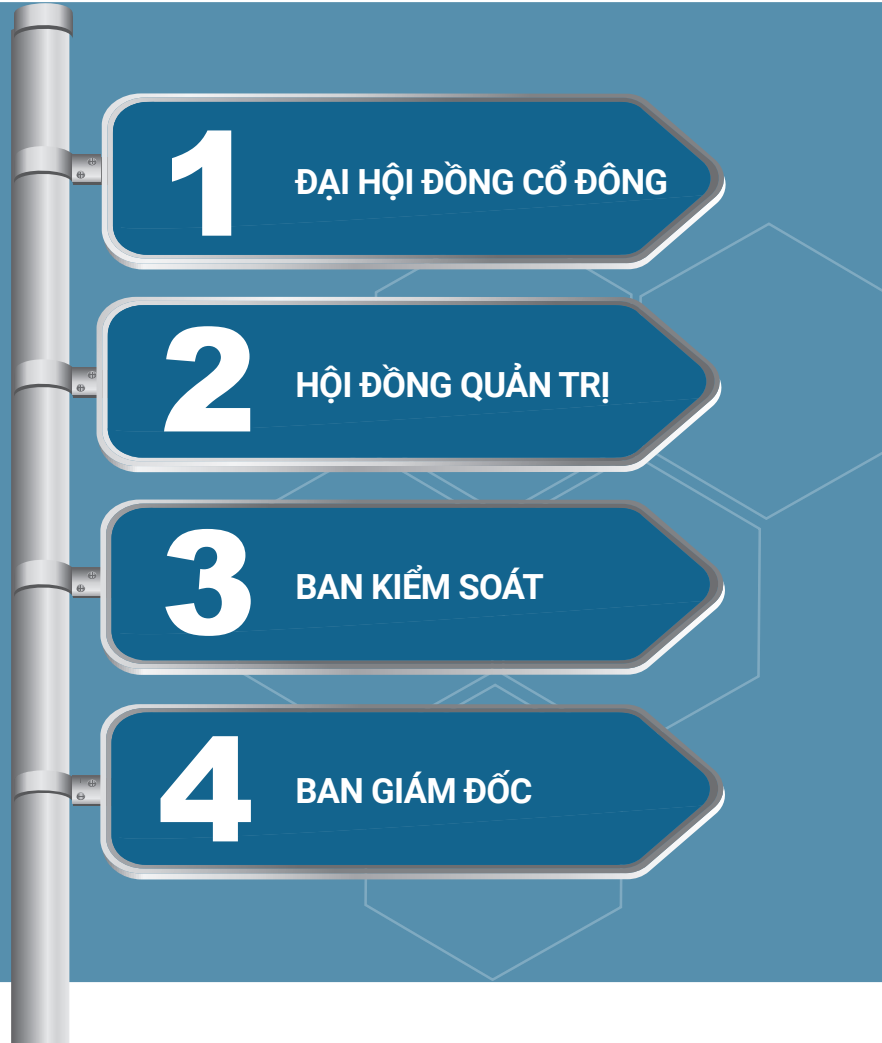 1 ĐẠI HỘI ĐỒNG CỔ ĐÔNG
2 HỘI ĐỒNG QUẢN TRỊ
3 BAN KIỂM SOÁT
4 BAN GIÁM ĐỐC